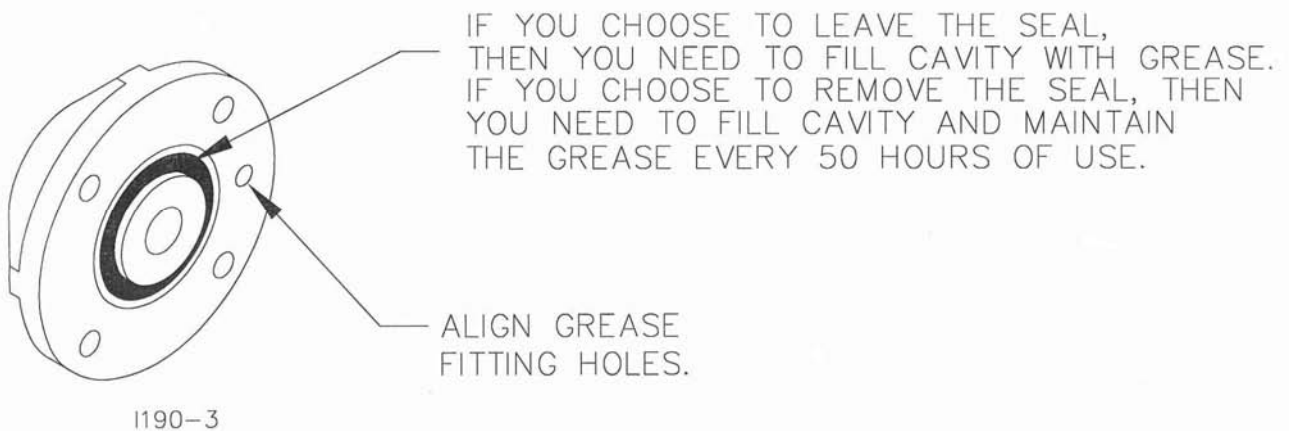 IF YOU CHOOSE TO LEAVE THE SEAL,
THEN YOU NEED TO FILL CAVITY WITH GREASE.
IF YOU CHOOSE TO REMOVE THE SEAL, THEN
YOU NEED TO FILL CAVITY AND MAINTAIN
THE GREASE EVERY 50 HOURS OF USE.
ALIGN GREASE
FITTING HOLES.
I190-3